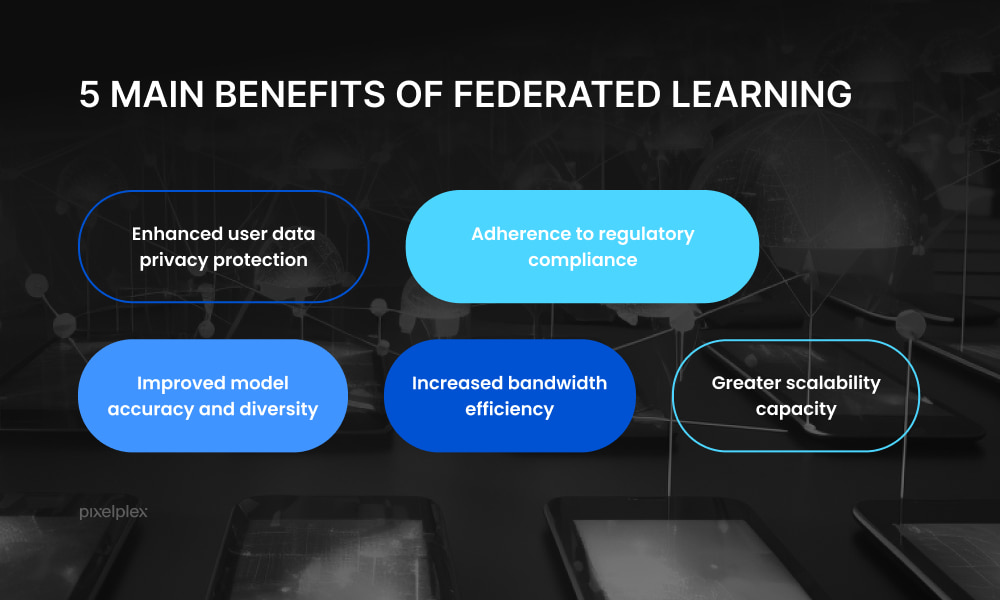 5 MAIN BENEFITS OF FEDERATED LEARNING
Enhanced user data
privacy protection
Adherence to regulatory
compliance
Improved model
accuracy and diversity
Increased bandwidth
efficiency
Greater scalability
capacity
pixelplex